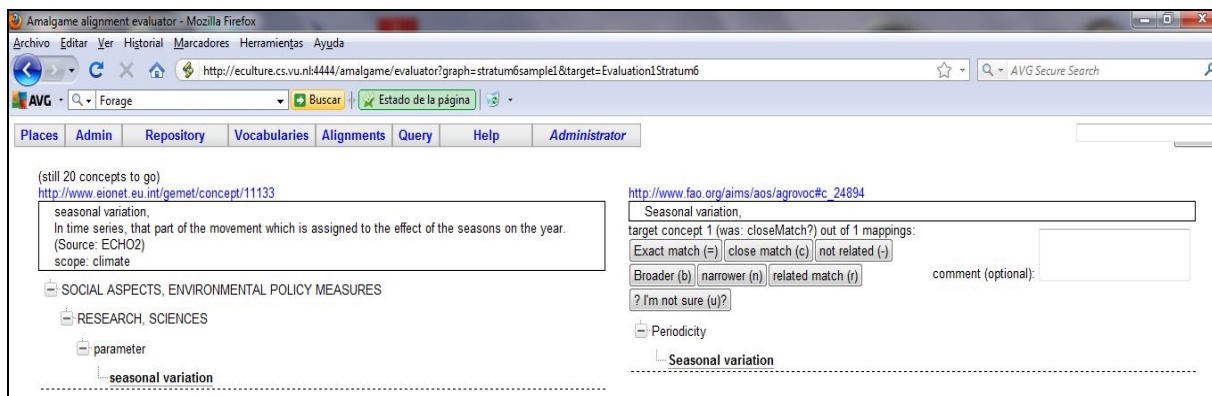 Amalgame alignment evaluator - Mozilla Firefox
Archivo Editar Ver Historial Marcadores Herramientas Ayuda
http://eculture.cs.vu.nl:4444/amalgame/evaluator?graph=stratum6sample1&target=Evaluation1Stratum6
AVG Secure Search
AVG Forage Buscar Estado de la página
Places Admin Repository Vocabularies Alignments Query Help Administrator
(still 20 concepts to go)
http://www.eionet.eu.int/gemet/concept/11133
seasonal variation,
In time series, that part of the movement which is assigned to the effect of the seasons on the year.
(Source: ECHO2)
scope: climate
SOCIAL ASPECTS, ENVIRONMENTAL POLICY MEASURES
RESEARCH, SCIENCES
parameter
seasonal variation
http://www.fao.org/aims/aos/agrovoc#c_24894
Seasonal variation,
target concept 1 (was: closeMatch?) out of 1 mappings:
Exact match (=) close match (c) not related (-)
Broader (b) narrower (n) related match (r)
comment (optional):
? I'm not sure (u)?
Periodicity
Seasonal variation